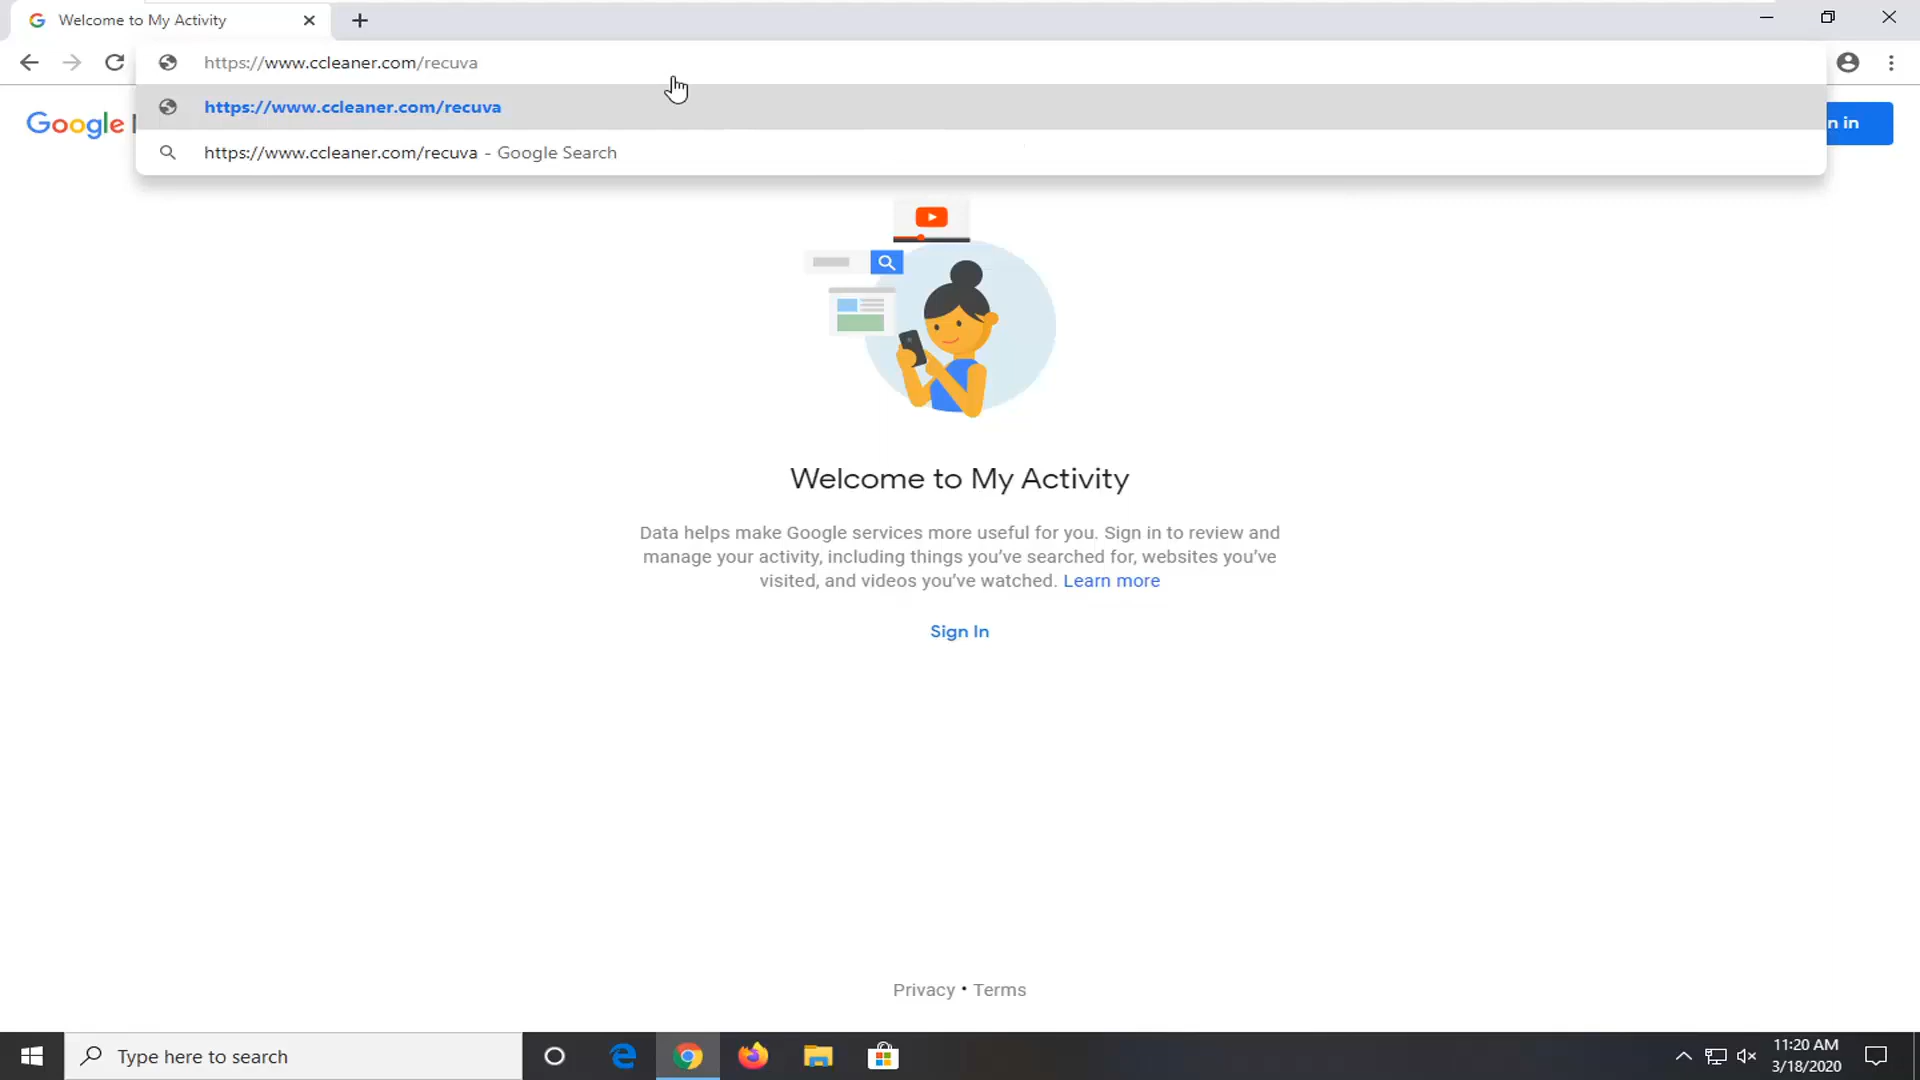 Welcome to My Activity
https://www.ccleaner.com/recuva
https://www.ccleaner.com/recuva
https://www.ccleaner.com/recuva - Google Search
Google
n in
Welcome to My Activity
Data helps make Google services more useful for you. Sign in to review and
manage your activity, including things you've searched for, websites you've
visited, and videos you've watched. Learn more
Sign In
Privacy • Terms
Type here to search
11:20 AM
3/18/2020